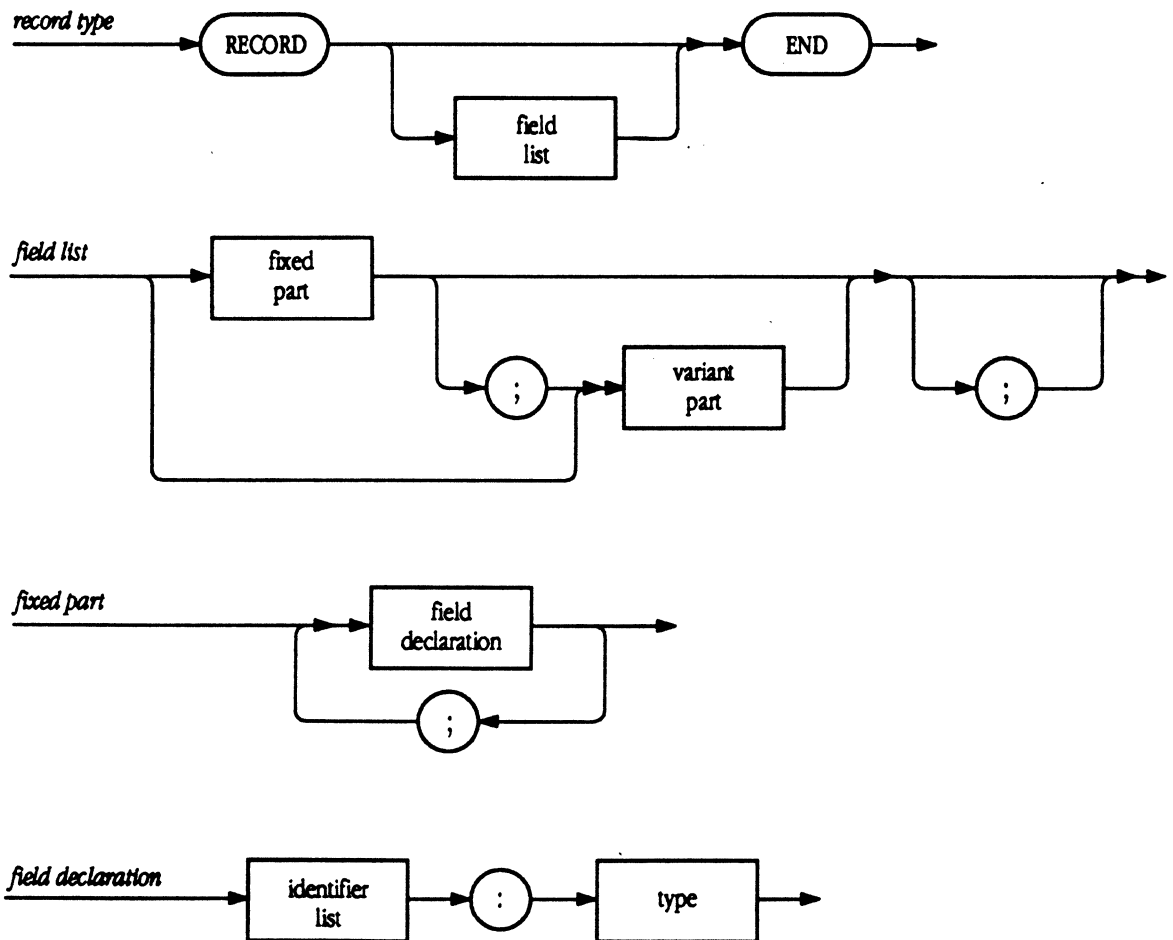 record type
RECORD
END
field
list
field list
fixed
part
;
variant
part
;
fixed part
field
declaration
;
field declaration
identifier
list
:
type